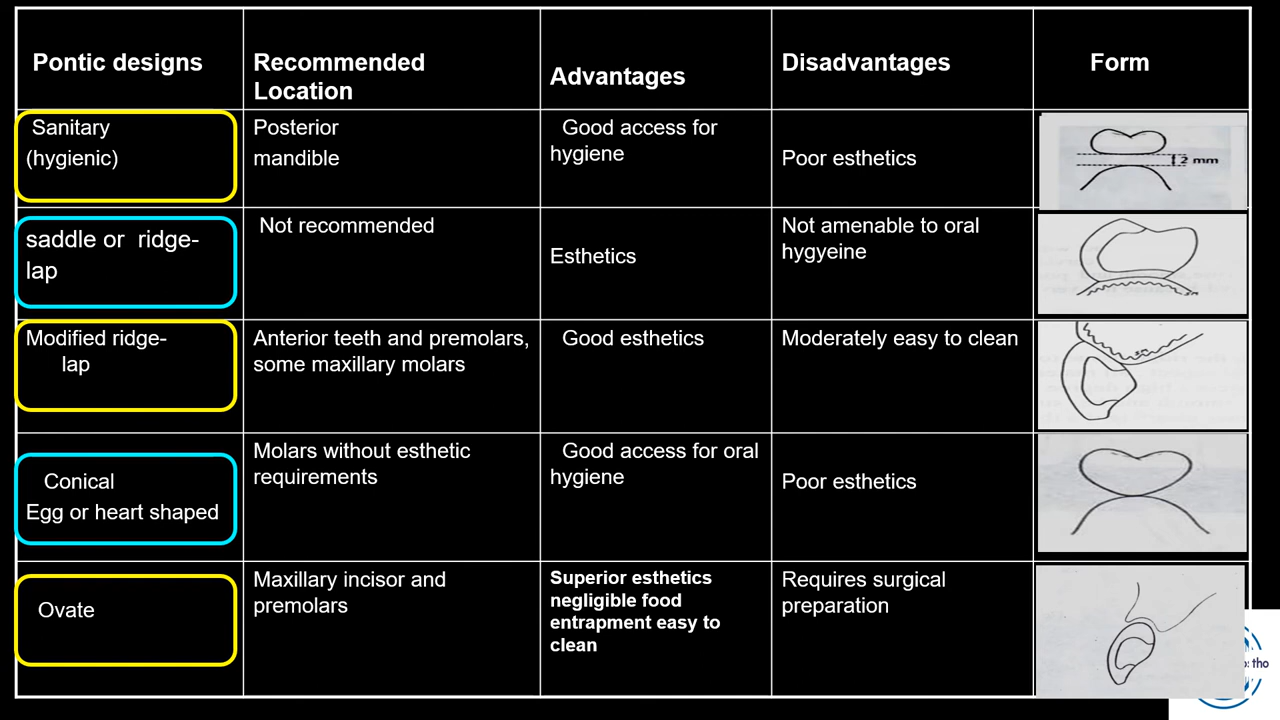 Pontic designs
Recommended
Location
Advantages
Disadvantages
Form
Sanitary
(hygienic)
Posterior
mandible
Good access for
hygiene
Poor esthetics
2 mm
saddle or ridge-
lap
Not recommended
Esthetics
Not amenable to oral
hygyeine
Modified ridge-
lap
Anterior teeth and premolars,
some maxillary molars
Good esthetics
Moderately easy to clean
Conical
Egg or heart shaped
Molars without esthetic
requirements
Good access for oral
hygiene
Poor esthetics
Ovate
Maxillary incisor and
premolars
Superior esthetics
negligible food
entrapment easy to
clean
Requires surgical
preparation
tho